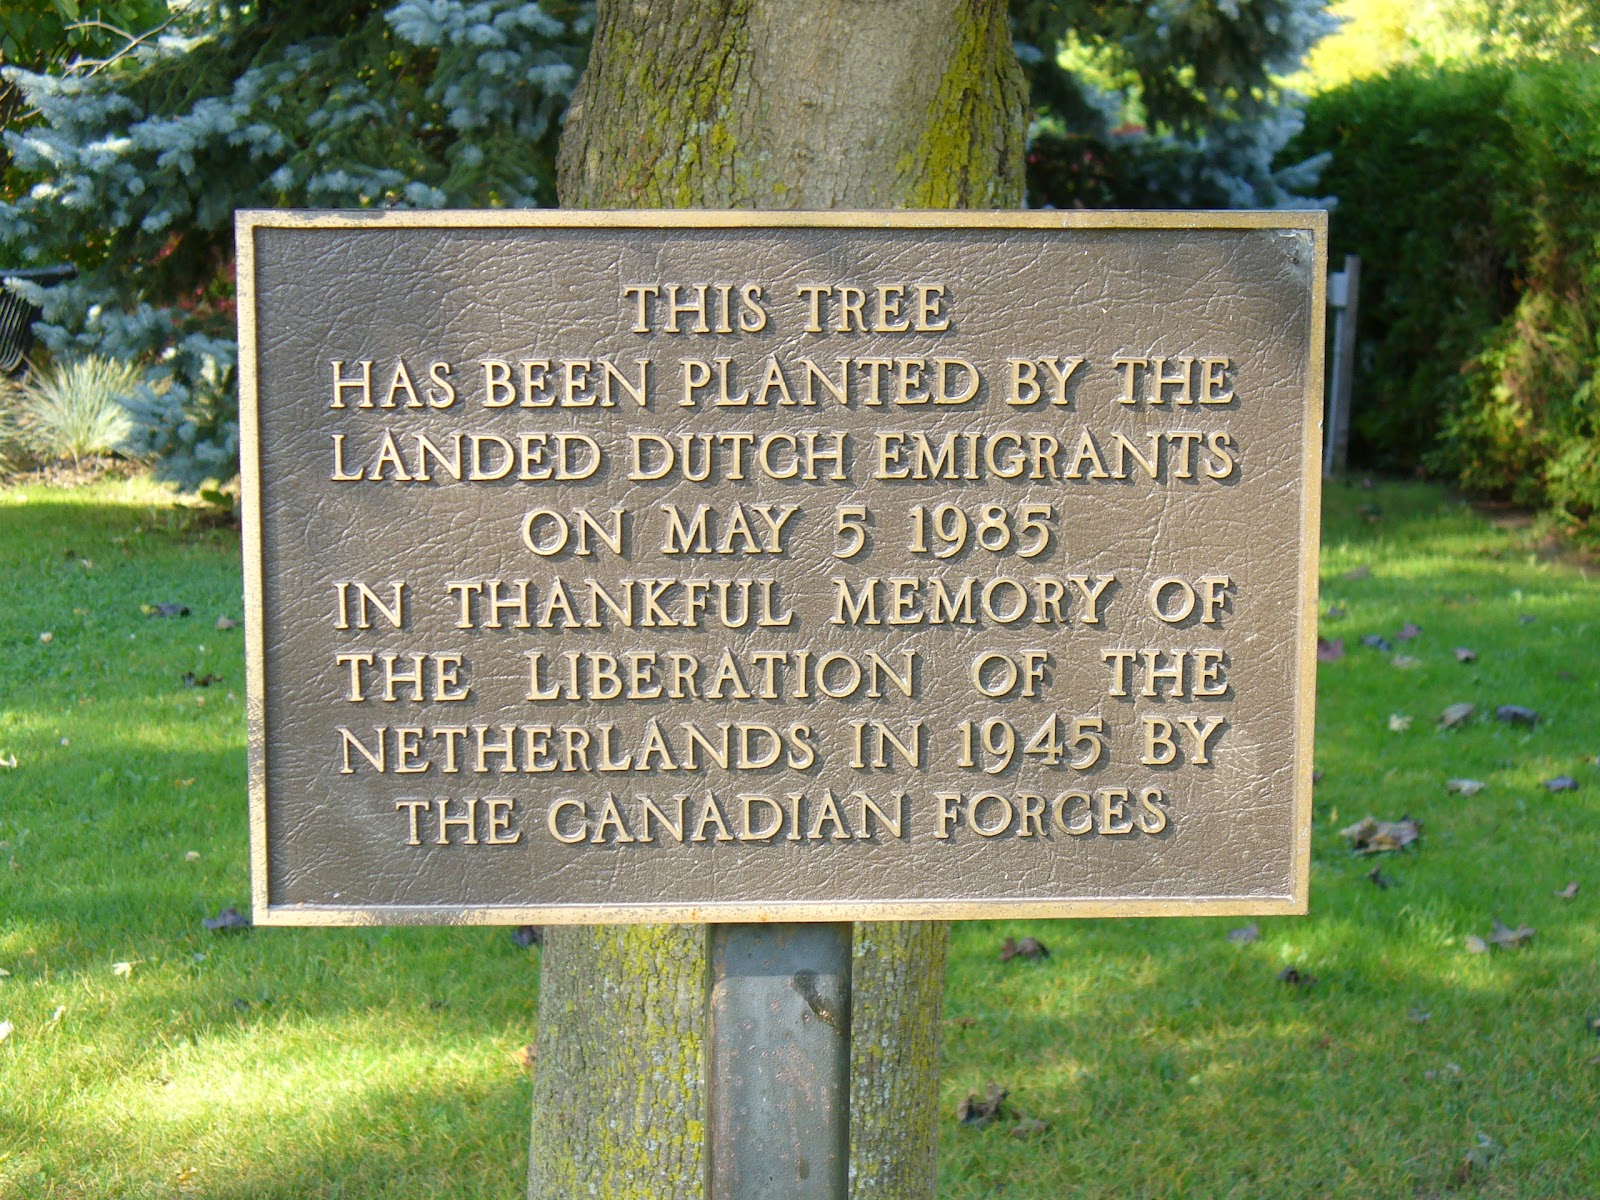 THIS TREE
HAS BEEN PLANTED BY THE
LANDED DUTCH EMIGRANTS
ON MAY 5 1985
IN THANKFUL MEMORY OF
THE LIBERATION OF THE
NETHERLANDS IN 1945 BY
THE CANADIAN FORCES